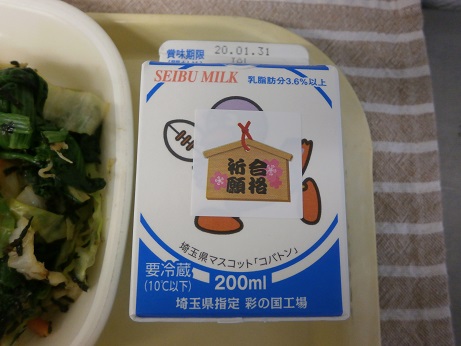 賞味期限
20.01.31
SEIBU MILK
乳脂肪分3.6%以上
合格
祈願
埼玉県マスコット「コバトン」
要冷蔵
(10℃以下)
200ml
埼玉県指定 彩の国工場